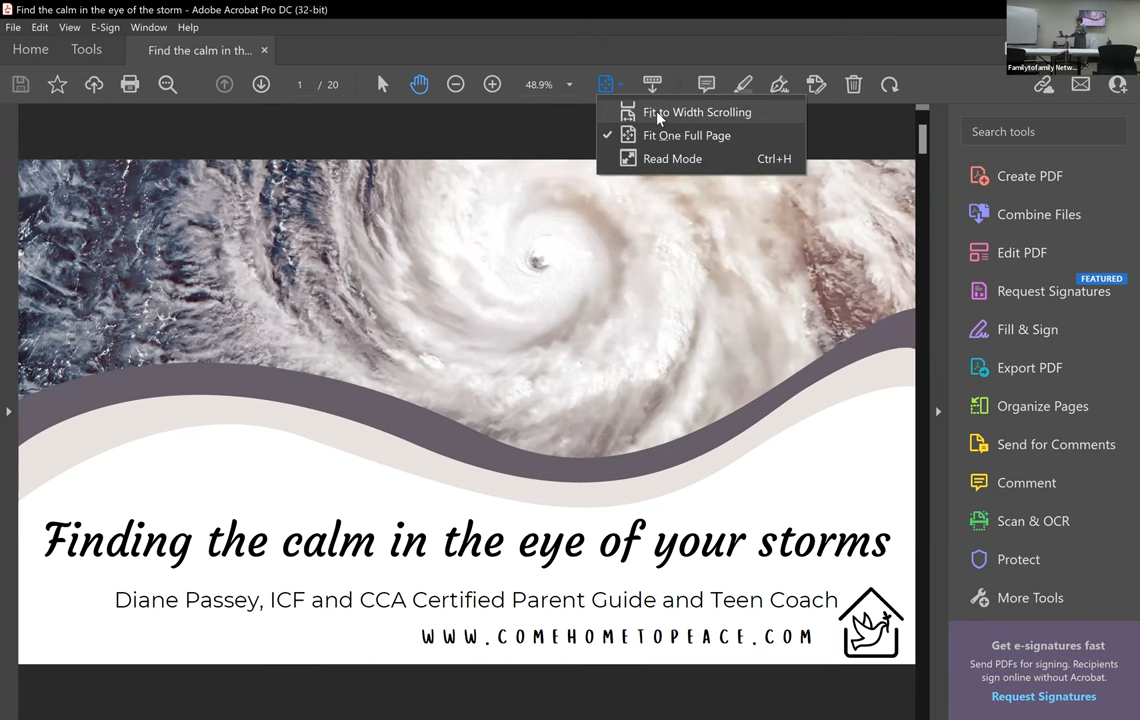 Find the calm in the eye of the storm - Adobe Acrobat Pro DC (32-bit)
File Edit View E-Sign Window Help
Home Tools Find the calm in th... ×
Familytofamily Netw...
1 / 20 48.9%
Fit to Width Scrolling
Fit One Full Page
Read Mode Ctrl+H
Search tools
Create PDF
Combine Files
Edit PDF
FEATURED
Request Signatures
Fill & Sign
Export PDF
Organize Pages
Send for Comments
Comment
Scan & OCR
Protect
More Tools
Get e-signatures fast
Send PDFs for signing. Recipients
sign online without Acrobat.
Request Signatures
Finding the calm in the eye of your storms
Diane Passey, ICF and CCA Certified Parent Guide and Teen Coach
WWW.COMEHOMETOPEACE.COM